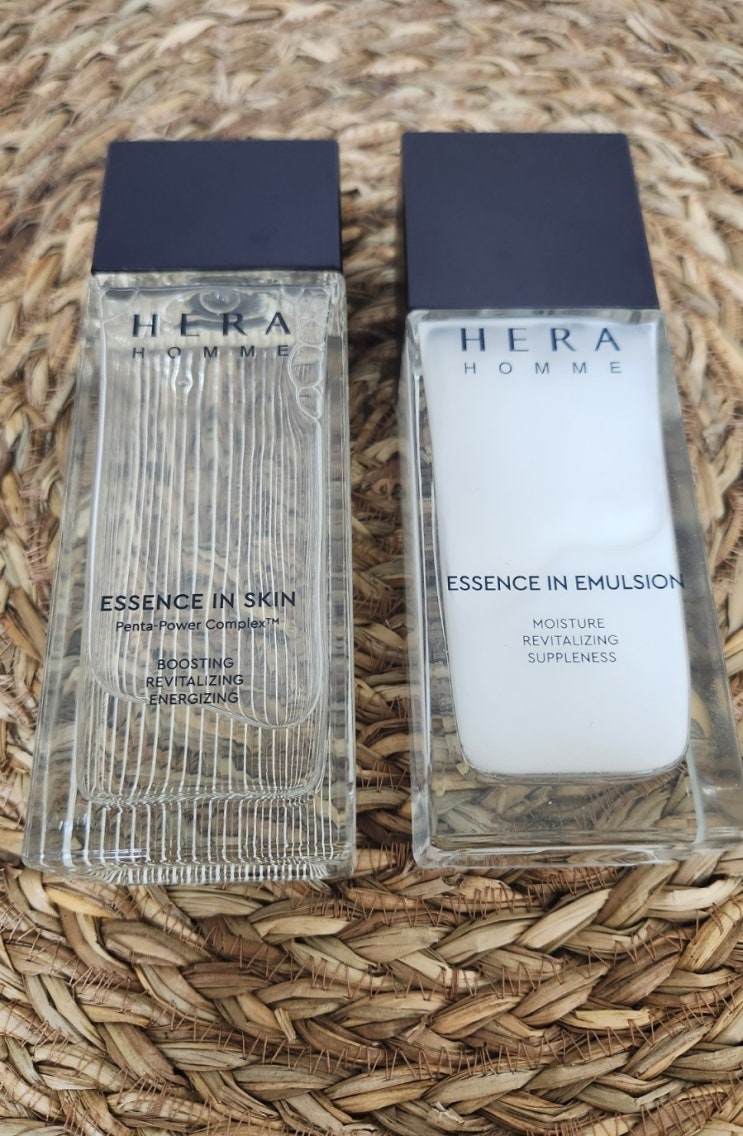 HERA
HOMME
ESSENCE IN SKIN
Penta-Power Complex™
BOOSTING
REVITALIZING
ENERGIZING
HERA
HOMME
ESSENCE IN EMULSION
MOISTURE
REVITALIZING
SUPPLENESS